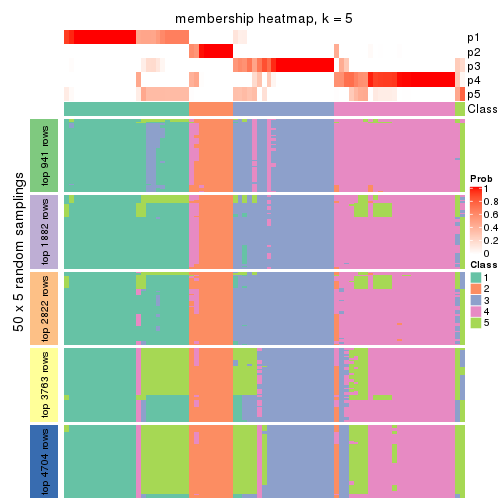 membership heatmap, k = 5
p1
p2
p3
p4
p5
Class
50 x 5 random samplings
top 941 rows
top 1882 rows
top 2822 rows
top 3763 rows
top 4704 rows
Prob
1
0.8
0.6
0.4
0.2
0
Class
1
2
3
4
5